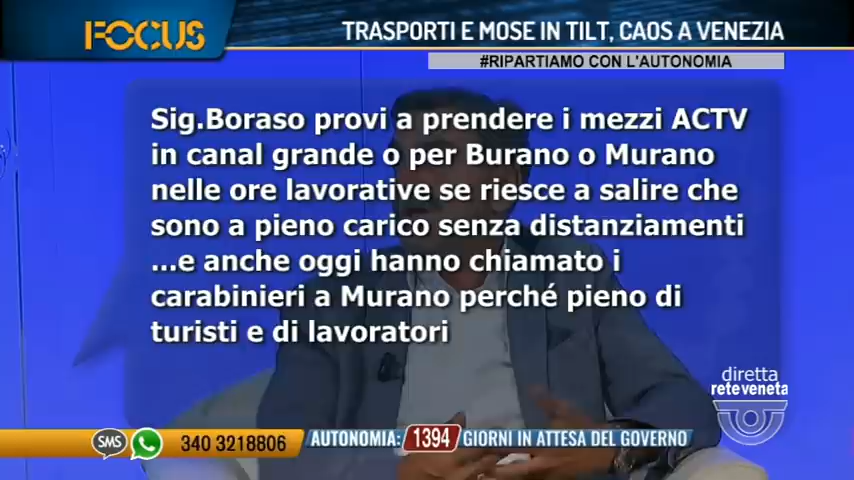 FOCUS
TRASPORTI E MOSE IN TILT, CAOS A VENEZIA
#RIPARTIAMO CON L'AUTONOMIA
Sig.Boraso provi a prendere i mezzi ACTV
in canal grande o per Burano o Murano
nelle ore lavorative se riesce a salire che
sono a pieno carico senza distanziamenti
...e anche oggi hanno chiamato i
carabinieri a Murano perché pieno di
turisti e di lavoratori
diretta
reteveneta
SMS 340 3218806 AUTONOMIA: 1394 GIORNI IN ATTESA DEL GOVERNO